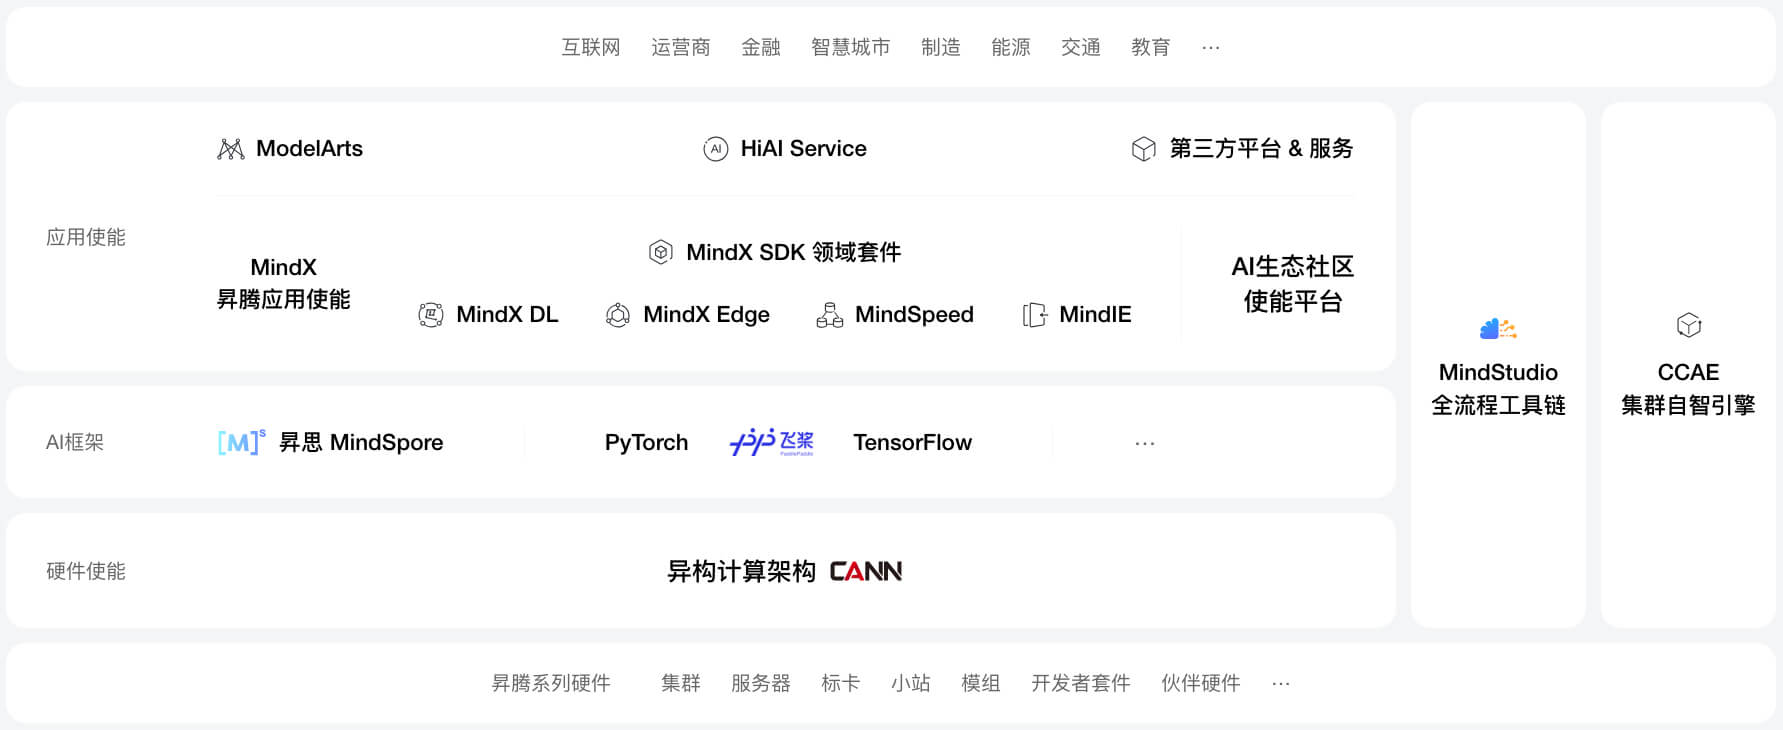 互联网 运营商 金融 智慧城市 制造 能源 交通 教育 ...
应用使能
ModelArts
AI HiAI Service
第三方平台 & 服务
MindX
昇腾应用使能
MindX SDK 领域套件
MindX DL MindX Edge MindSpeed MindIE
AI生态社区
使能平台
AI框架
[M]s 昇思 MindSpore
PyTorch
飞桨
PaddlePaddle
TensorFlow
...
硬件使能
异构计算架构 CANN
MindStudio
全流程工具链
CCAE
集群自智引擎
昇腾系列硬件 集群 服务器 标卡 小站 模组 开发者套件 伙伴硬件 ...